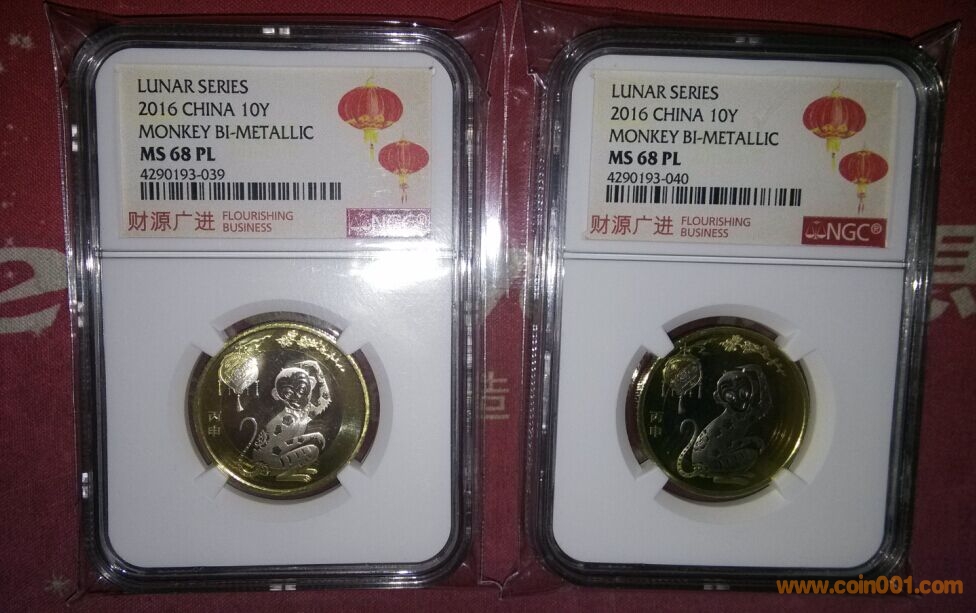 LUNAR SERIES
2016 CHINA 10Y
MONKEY BI-METALLIC
MS 68 PL
4290193-039
财源广进 FLOURISHING
BUSINESS
NGC
丙申
LUNAR SERIES
2016 CHINA 10Y
MONKEY BI-METALLIC
MS 68 PL
4290193-040
财源广进 FLOURISHING
BUSINESS
NGC®
丙申
造
www.coin001.com